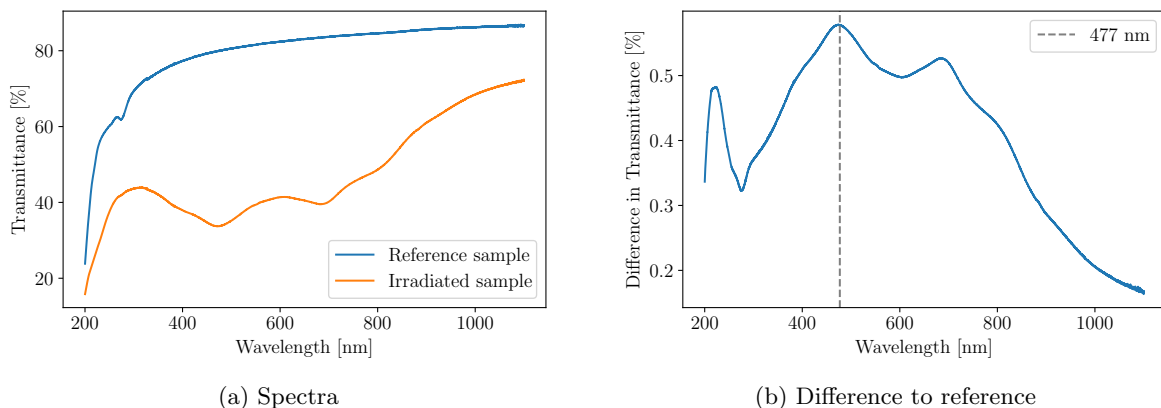 Transmittance [%]
80
60
40
20
200
400
600
800
1000
Wavelength [nm]
Reference sample
Irradiated sample
(a) Spectra
Difference in Transmittance [%]
0.5
0.4
0.3
0.2
200
400
600
800
1000
Wavelength [nm]
477 nm
(b) Difference to reference